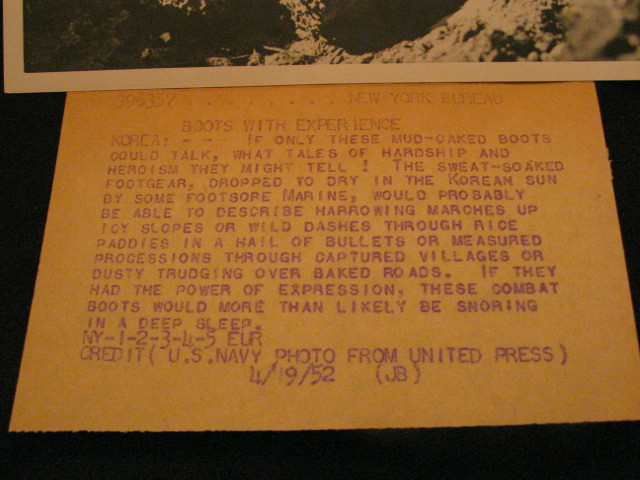 596357 . . . . . . . . . . NEW YORK BUREAU
BOOTS WITH EXPERIENCE
KOREA: - - - IF ONLY THESE MUD-CAKED BOOTS
COULD TALK, WHAT TALES OF HARDSHIP AND
HEROISM THEY MIGHT TELL ! THE SWEAT-SOAKED
FOOTGEAR, DROPPED TO DRY IN THE KOREAN SUN
BY SOME FOOTSORE MARINE, WOULD PROBABLY
BE ABLE TO DESCRIBE HARROWING MARCHES UP
ICY SLOPES OR WILD DASHES THROUGH RICE
PADDIES IN A HAIL OF BULLETS OR MEASURED
PROCESSIONS THROUGH CAPTURED VILLAGES OR
DUSTY TRUDGING OVER BAKED ROADS. IF THEY
HAD THE POWER OF EXPRESSION, THESE COMBAT
BOOTS WOULD MORE THAN LIKELY BE SNORING
IN A DEEP SLEEP.
NY-1-2-3-4-5 EUR
CREDIT( U.S.NAVY PHOTO FROM UNITED PRESS)
4/19/52 (JB)